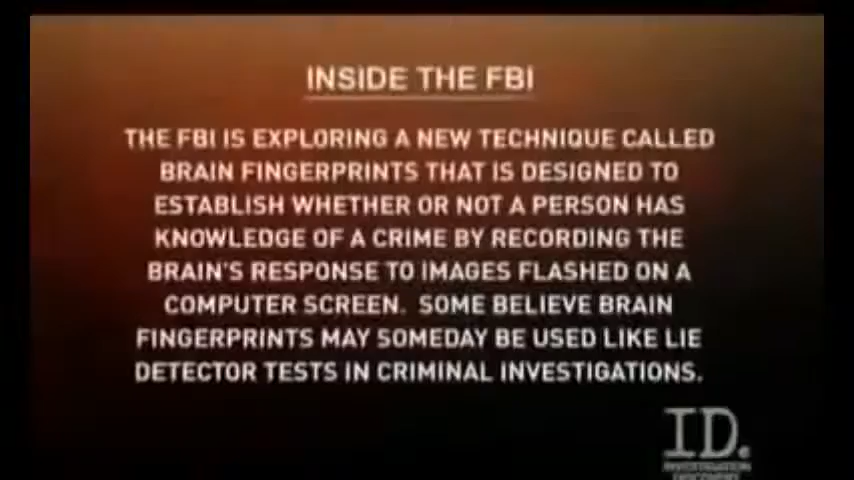 INSIDE THE FBI
THE FBI IS EXPLORING A NEW TECHNIQUE CALLED
BRAIN FINGERPRINTS THAT IS DESIGNED TO
ESTABLISH WHETHER OR NOT A PERSON HAS
KNOWLEDGE OF A CRIME BY RECORDING THE
BRAIN'S RESPONSE TO IMAGES FLASHED ON A
COMPUTER SCREEN. SOME BELIEVE BRAIN
FINGERPRINTS MAY SOMEDAY BE USED LIKE LIE
DETECTOR TESTS IN CRIMINAL INVESTIGATIONS.
ID.
INVESTIGATION
DISCOVERY